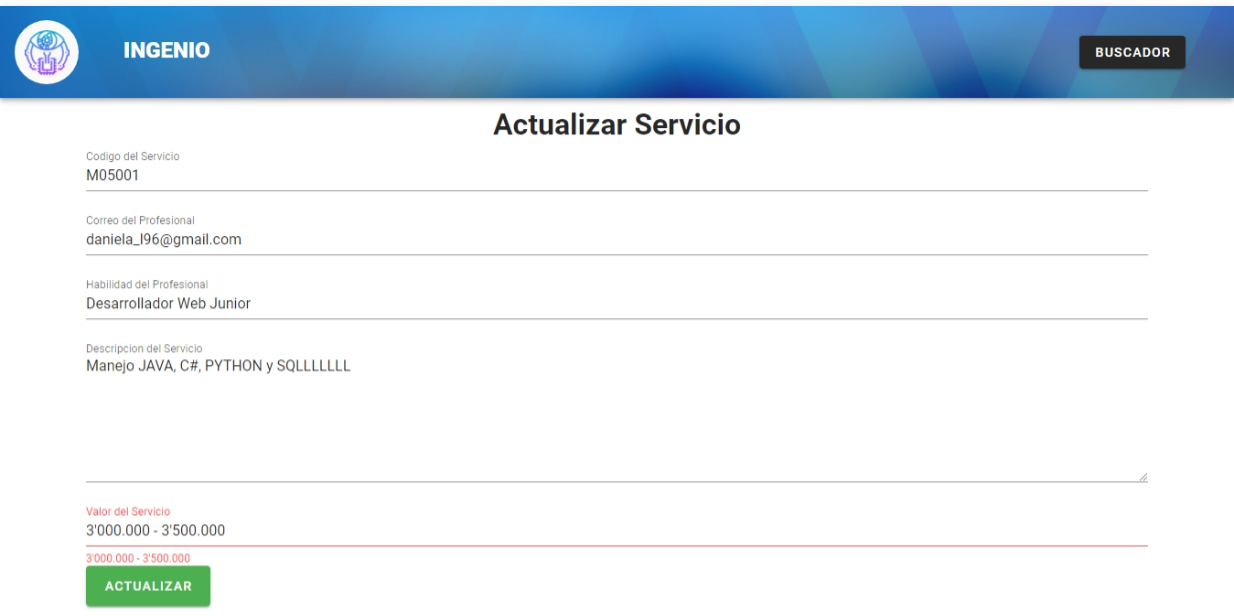 INGENIO
BUSCADOR
Actualizar Servicio
Codigo del Servicio
M05001
Correo del Profesional
daniela_l96@gmail.com
Habilidad del Profesional
Desarrollador Web Junior
Descripcion del Servicio
Manejo JAVA, C#, PYTHON y SQLLLLLLL
Valor del Servicio
3'000.000 - 3'500.000
3'000.000 - 3'500.000
ACTUALIZAR